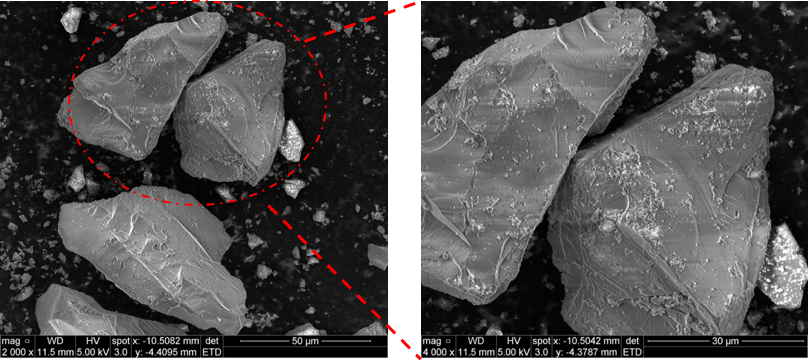 mag □ WD HV spot x: -10.5082 mm det 50 µm
2 000 x 11.5 mm 5.00 kV 3.0 y: -4.4095 mm ETD
mag □ WD HV spot x: -10.5042 mm det 30 µm
4 000 x 11.5 mm 5.00 kV 3.0 y: -4.3787 mm ETD